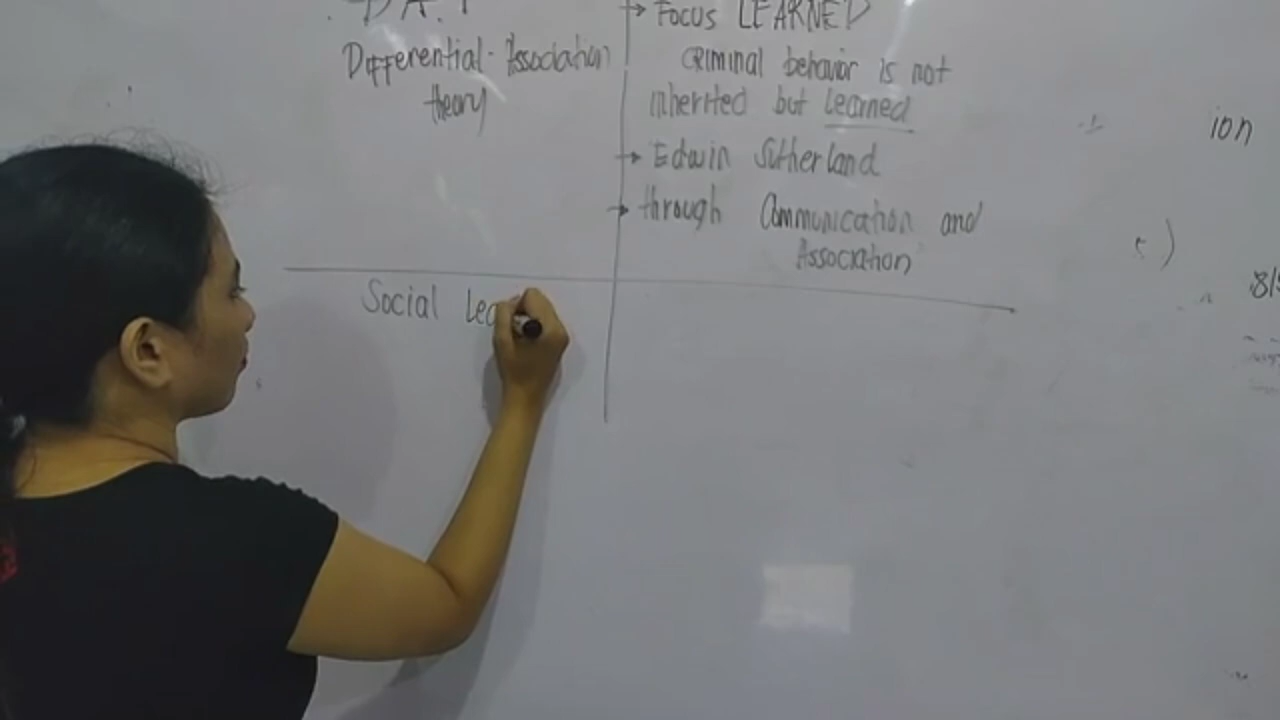 D.A.T
Differential-Association
theory
→ Focus LEARNED
CRiminal behavior is not
inherited but learned
→ Edwin Sutherland
→ through Communication and
Association
Social Lea
ion